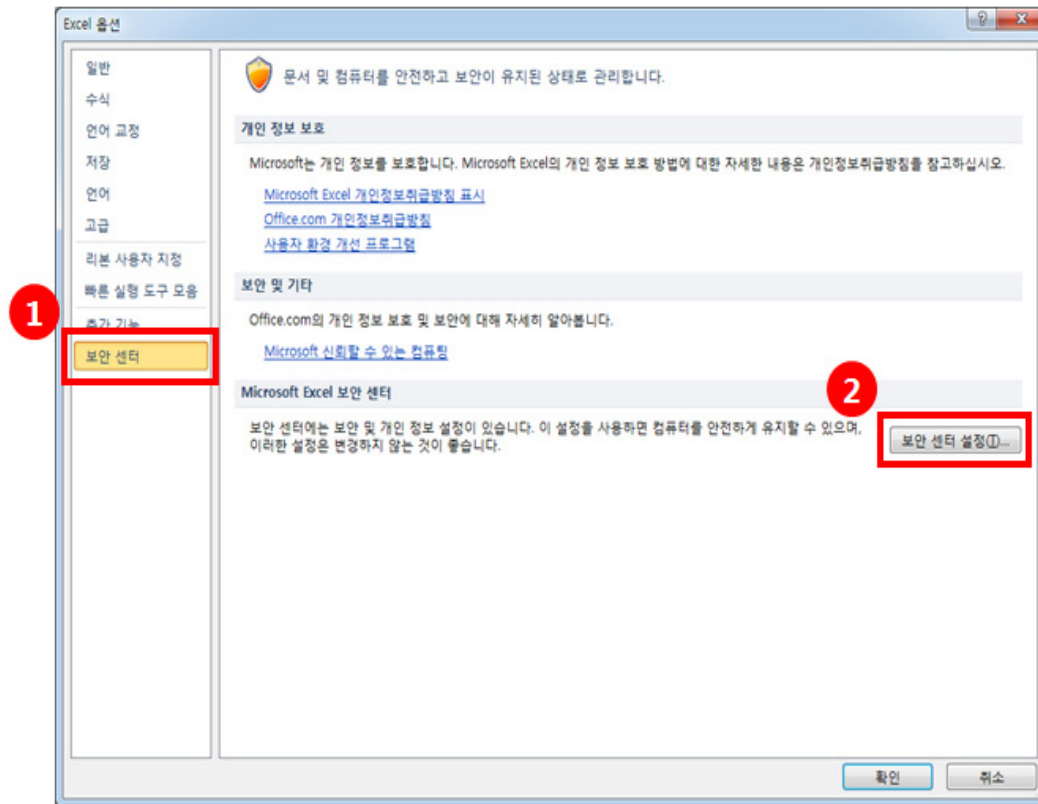 Excel 옵션
일반
수식
언어 교정
저장
언어
고급
리본 사용자 지정
빠른 실행 도구 모음
추가 기능
보안 센터
1
문서 및 컴퓨터를 안전하고 보안이 유지된 상태로 관리합니다.
개인 정보 보호
Microsoft는 개인 정보를 보호합니다. Microsoft Excel의 개인 정보 보호 방법에 대한 자세한 내용은 개인정보취급방침을 참고하십시오.
Microsoft Excel 개인정보취급방침 표시
Office.com 개인정보취급방침
사용자 환경 개선 프로그램
보안 및 기타
Office.com의 개인 정보 보호 및 보안에 대해 자세히 알아봅니다.
Microsoft 신뢰할 수 있는 컴퓨팅
Microsoft Excel 보안 센터
보안 센터에는 보안 및 개인 정보 설정이 있습니다. 이 설정을 사용하면 컴퓨터를 안전하게 유지할 수 있으며,
이러한 설정은 변경하지 않는 것이 좋습니다.
2
보안 센터 설정(T)...
확인
취소